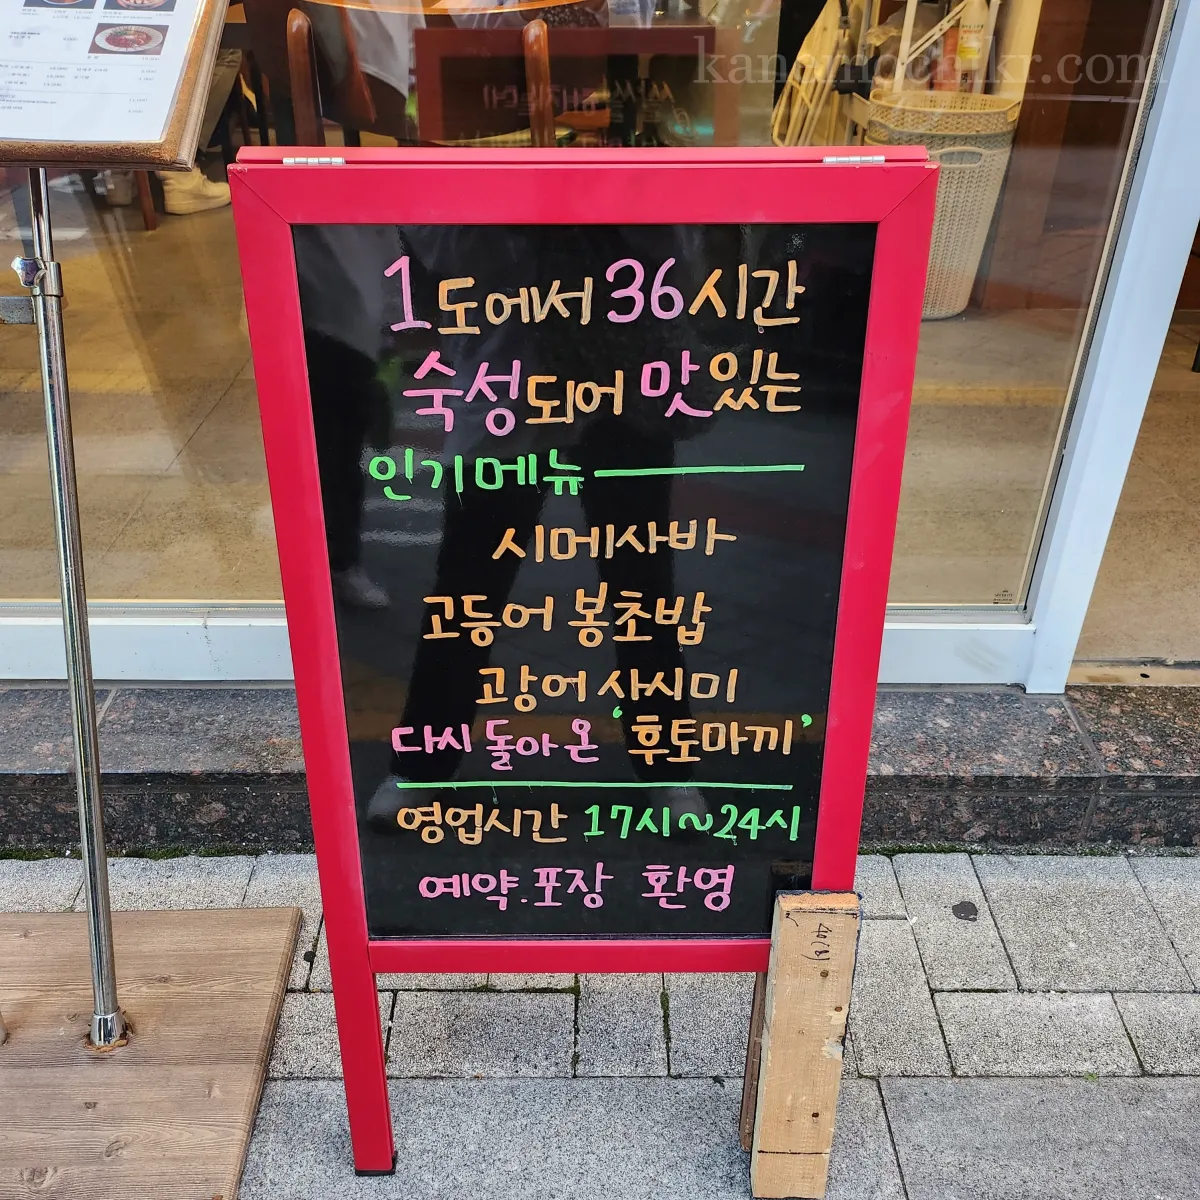 kanamochikr.com
1도에서 36시간
숙성되어 맛있는
인기메뉴
시메사바
고등어 봉초밥
광어 사시미
다시 돌아온 '후토마끼'
영업시간 17시~24시
예약.포장 환영